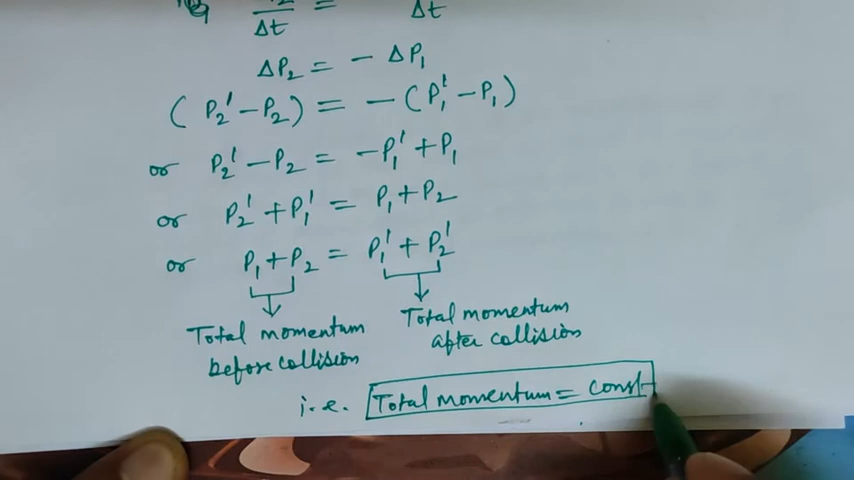 Δt Δt
ΔP₂ = - ΔP₁
(P₂' - P₂) = - (P₁' - P₁)
or P₂' - P₂ = -P₁' + P₁
or P₂' + P₁' = P₁ + P₂
or P₁ + P₂ = P₁' + P₂'
Total momentum
before collision
Total momentum
after collision
i.e. Total momentum = const